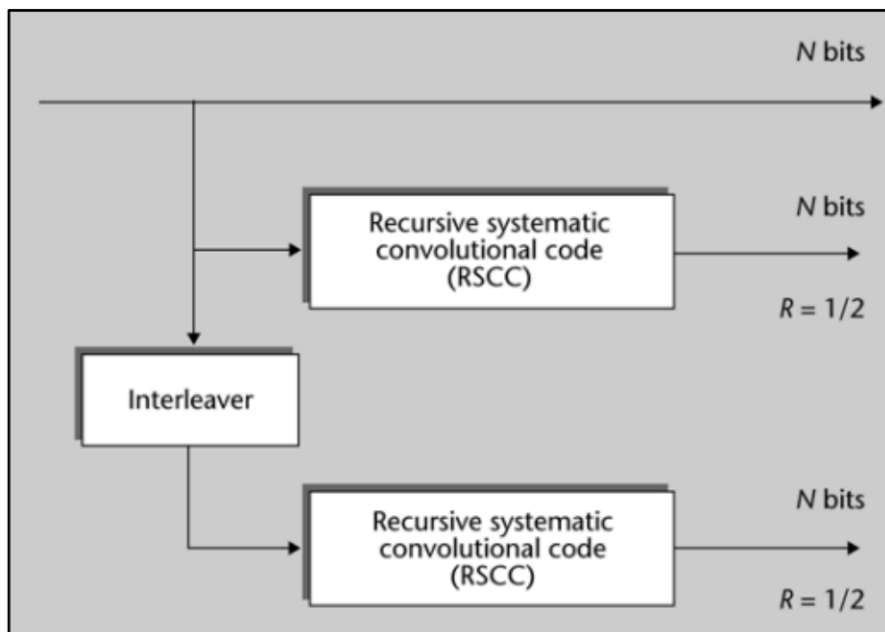 N bits
Recursive systematic
convolutional code
(RSCC)
N bits
R = 1/2
Interleaver
Recursive systematic
convolutional code
(RSCC)
N bits
R = 1/2